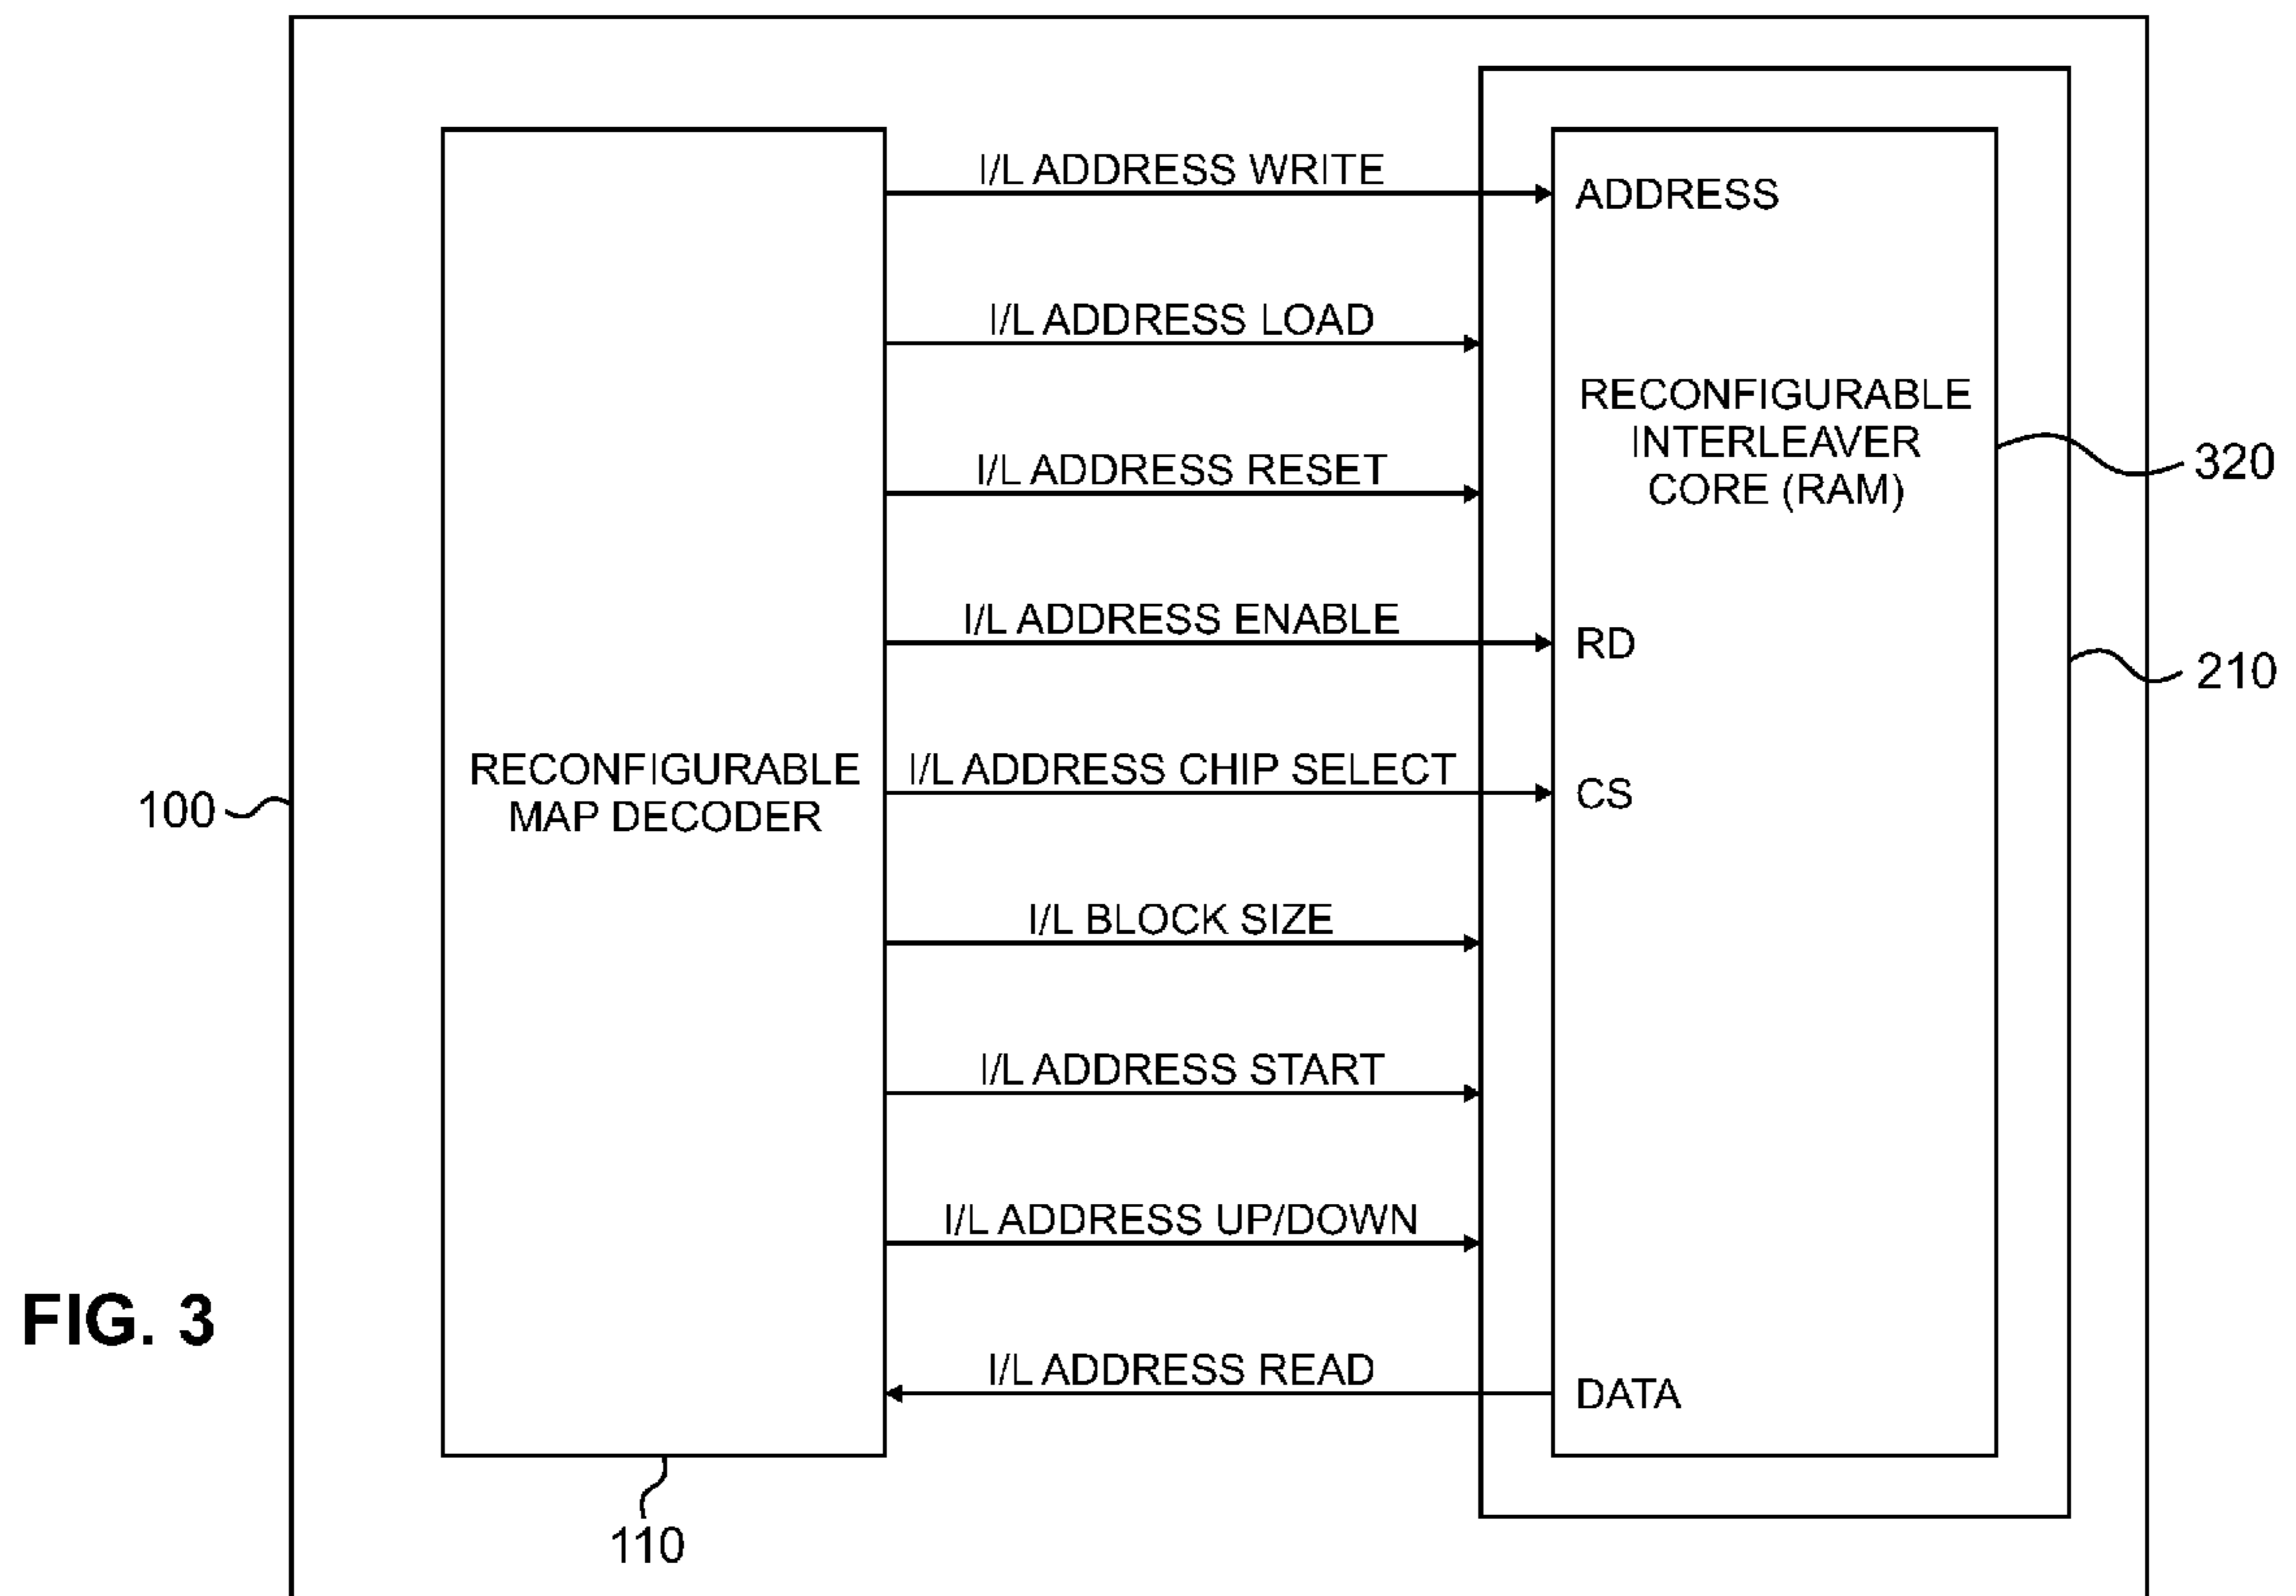 I/L ADDRESS WRITE
ADDRESS
I/L ADDRESS LOAD
RECONFIGURABLE
INTERLEAVER
CORE (RAM)
320
I/L ADDRESS RESET
I/L ADDRESS ENABLE
RD
210
RECONFIGURABLE
MAP DECODER
I/L ADDRESS CHIP SELECT
CS
100
I/L BLOCK SIZE
I/L ADDRESS START
I/L ADDRESS UP/DOWN
FIG. 3
I/L ADDRESS READ
DATA
110